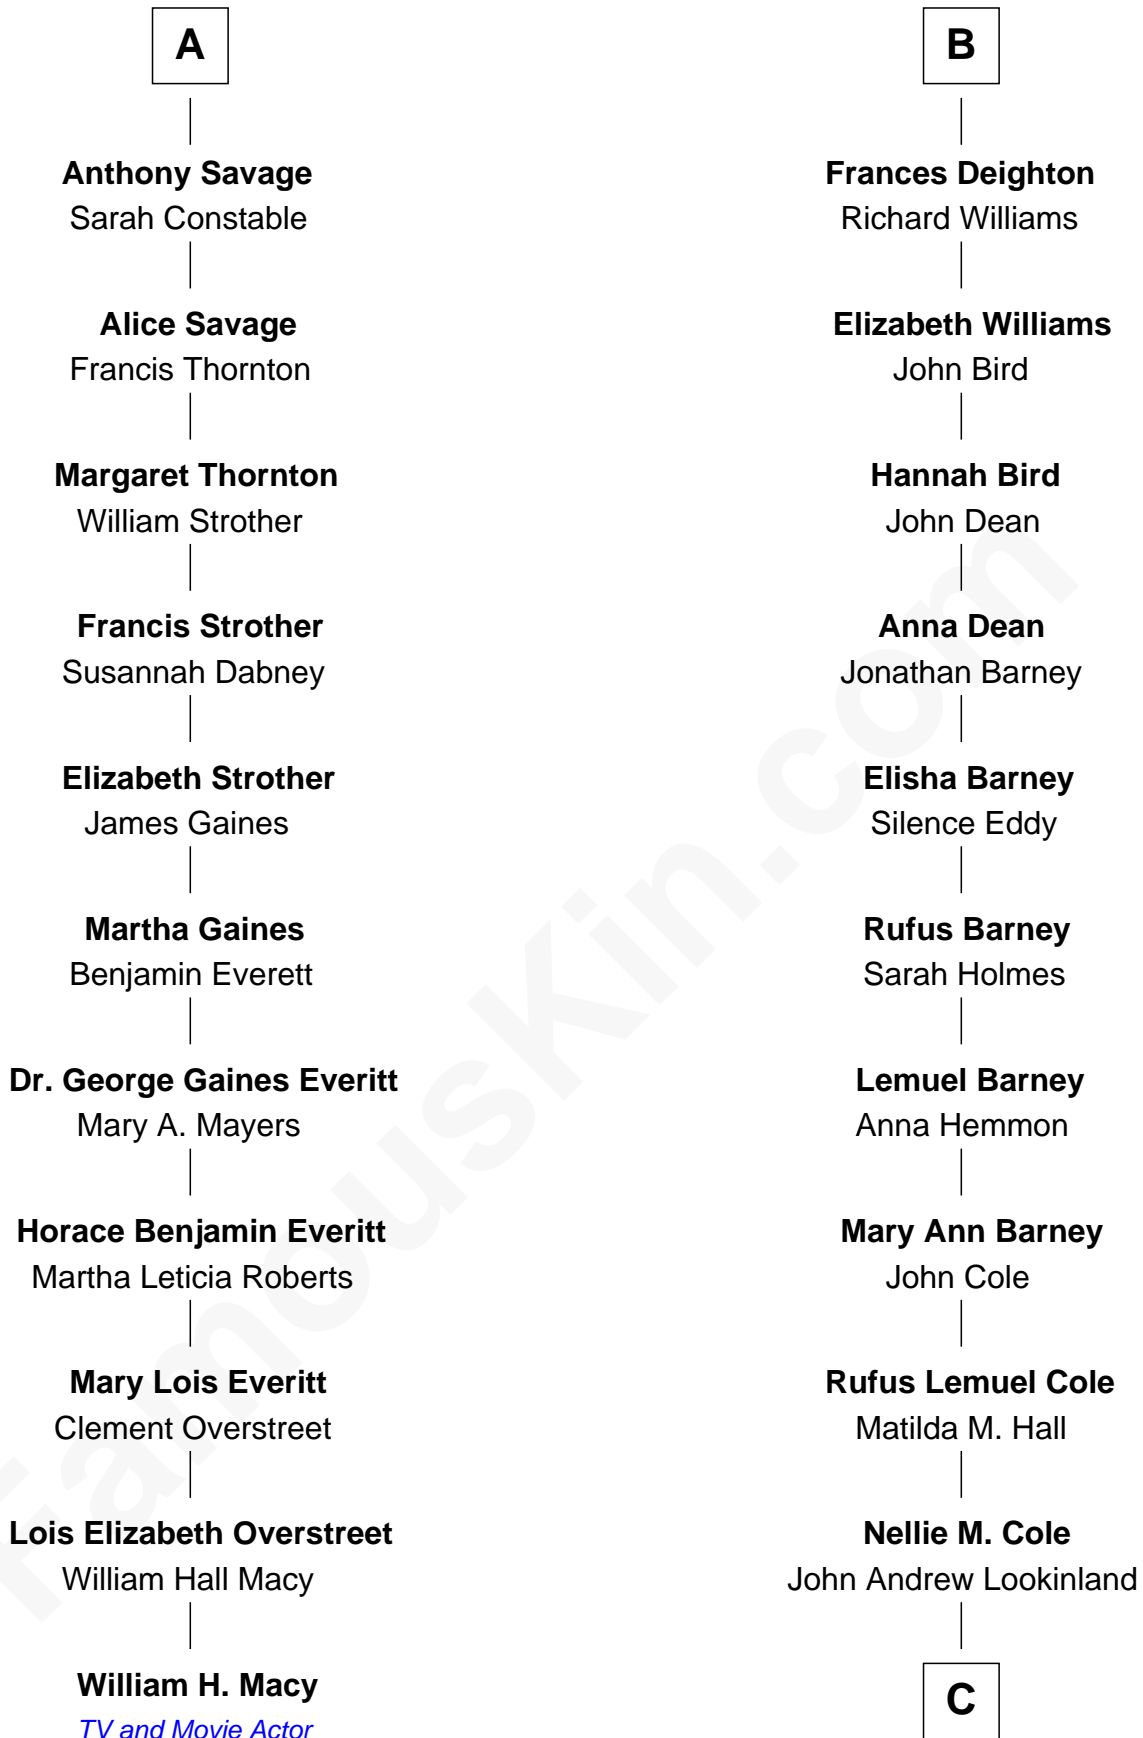 A
Anthony Savage
Sarah Constable
Alice Savage
Francis Thornton
Margaret Thornton
William Strother
Francis Strother
Susannah Dabney
Elizabeth Strother
James Gaines
Martha Gaines
Benjamin Everett
Dr. George Gaines Everitt
Mary A. Mayers
Horace Benjamin Everitt
Martha Leticia Roberts
Mary Lois Everitt
Clement Overstreet
Lois Elizabeth Overstreet
William Hall Macy
William H. Macy
TV and Movie Actor
B
Frances Deighton
Richard Williams
Elizabeth Williams
John Bird
Hannah Bird
John Dean
Anna Dean
Jonathan Barney
Elisha Barney
Silence Eddy
Rufus Barney
Sarah Holmes
Lemuel Barney
Anna Hemmon
Mary Ann Barney
John Cole
Rufus Lemuel Cole
Matilda M. Hall
Nellie M. Cole
John Andrew Lookinland
C
FamousKin.com